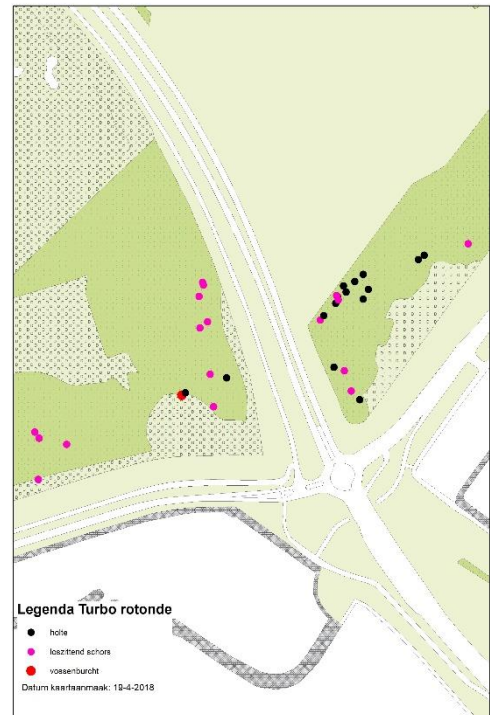 Legenda Turbo rotonde
holte
loszittend schors
vossenburcht
Datum kaartaanmaak: 19-4-2018